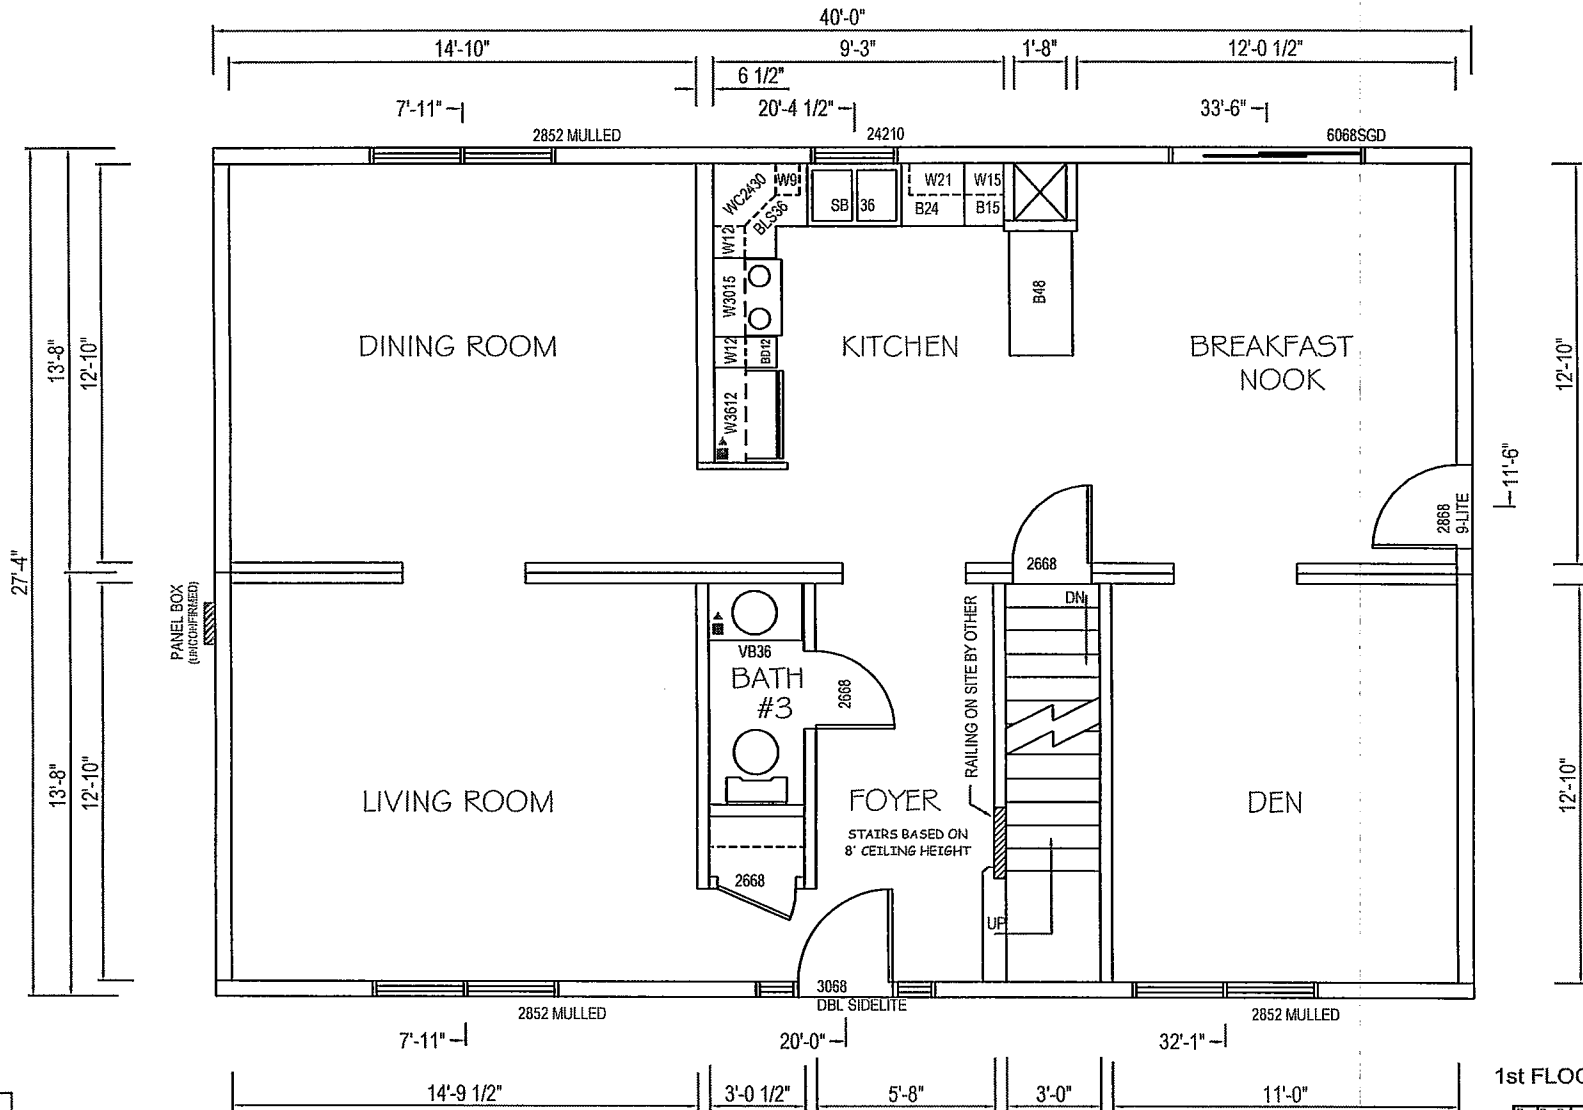 40'-0"
14'-10"
9'-3"
1'-8"
12'-0 1/2"
6 1/2"
7'-11"
20'-4 1/2"
33'-6"
2852 MULLED
24210
6068SGD
WC2430
W9
BLS36
SB 36
W21
W15
B24
B15
W12
W3015
B48
W12
BD12
W3612
DINING ROOM
KITCHEN
BREAKFAST
NOOK
13'-8"
12'-10"
12'-10"
11'-6"
2868
9-LITE
27'-4"
2668
DN
PANEL BOX
(UNCONFIRMED)
VB36
BATH
#3
2668
RAILING ON SITE BY OTHER
13'-8"
12'-10"
12'-10"
LIVING ROOM
FOYER
DEN
STAIRS BASED ON
8' CEILING HEIGHT
2668
UP
3068
DBL SIDELITE
2852 MULLED
2852 MULLED
7'-11"
20'-0"
32'-1"
14'-9 1/2"
3'-0 1/2"
5'-8"
3'-0"
11'-0"
1st FLOO